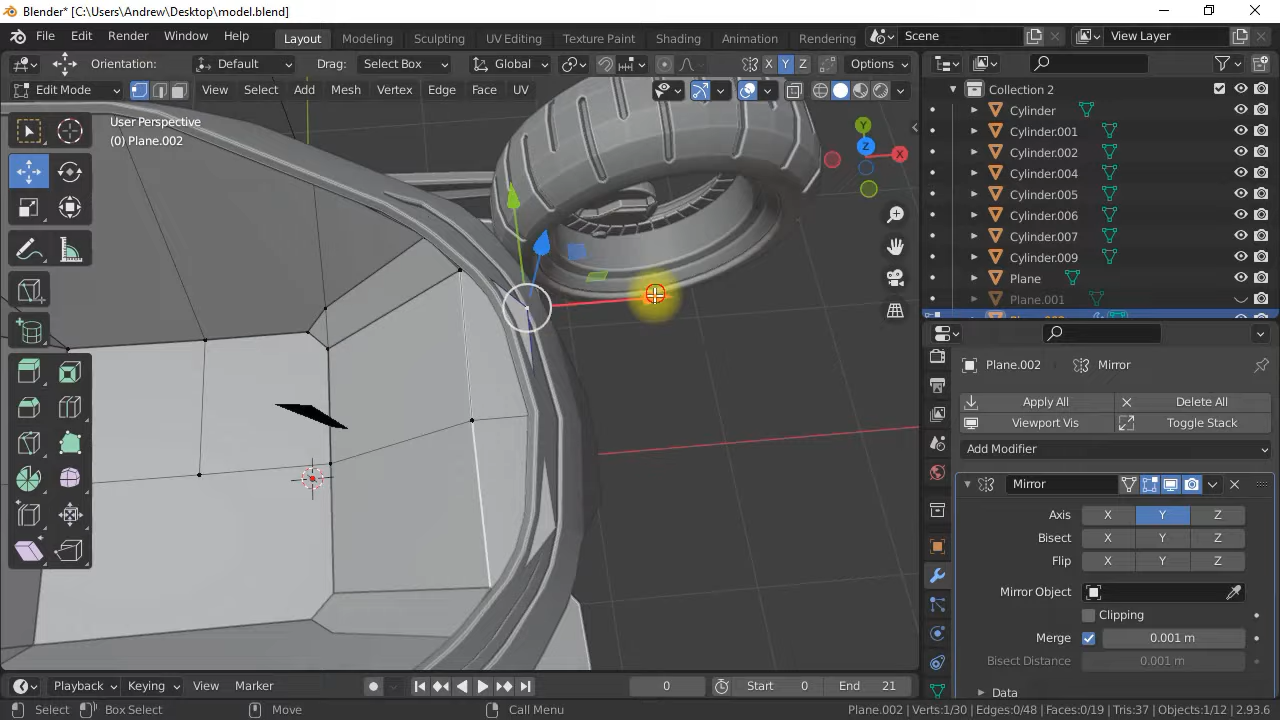 Blender* [C:\Users\Andrew\Desktop\model.blend]
File Edit Render Window Help Layout Modeling Sculpting UV Editing Texture Paint Shading Animation Rendering Scene View Layer
Orientation: Default Drag: Select Box Global X Y Z Options
Edit Mode View Select Add Mesh Vertex Edge Face UV
Collection 2
User Perspective
(0) Plane.002
Cylinder
Cylinder.001
Cylinder.002
Cylinder.004
Cylinder.005
Cylinder.006
Cylinder.007
Cylinder.009
Plane
Plane.001
Y
Z
X
Plane.002 Mirror
Apply All Delete All
Viewport Vis Toggle Stack
Add Modifier
Mirror
Axis X Y Z
Bisect X Y Z
Flip X Y Z
Mirror Object
Clipping
Merge 0.001 m
Bisect Distance 0.001 m
Data
Playback Keying View Marker 0 Start 0 End 21
Select Box Select Move Call Menu Plane.002 | Verts:1/30 | Edges:0/48 | Faces:0/19 | Tris:37 | Objects:1/12 | 2.93.6